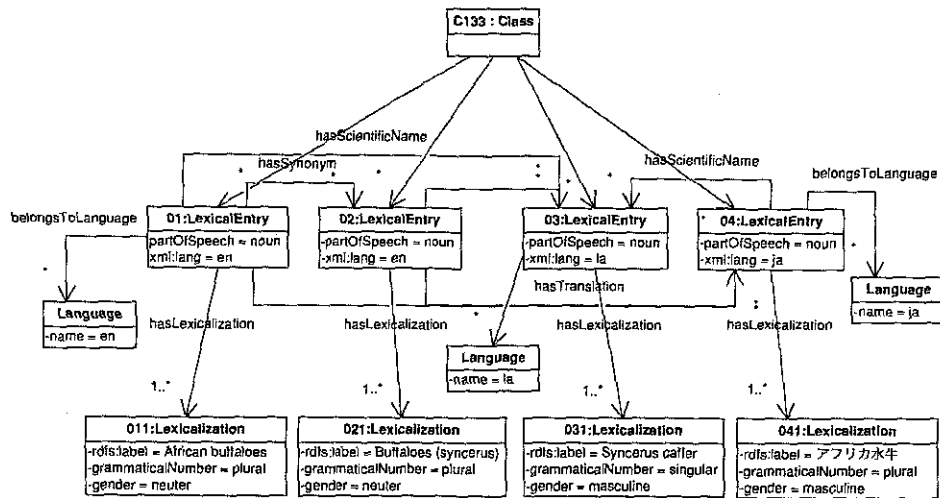 C133 : Class
hasScientificName
hasSynonym
hasScientificName
belongsToLanguage
belongsToLanguage
01:LexicalEntry
partOfSpeech = noun
xml:lang = en
02:LexicalEntry
-partOfSpeech = noun
-xml:lang = en
03:LexicalEntry
-partOfSpeech = noun
-xml:lang = la
04:LexicalEntry
-partOfSpeech = noun
-xml:lang = ja
hasTranslation
Language
-name = en
Language
-name = la
Language
-name = ja
hasLexicalization
hasLexicalization
hasLexicalization
hasLexicalization
1..*
1..*
1..*
1..*
011:Lexicalization
-rdfs:label = African buffaloes
-grammaticalNumber = plural
-gender = neuter
021:Lexicalization
-rdfs:label = Buffaloes (syncerus)
-grammaticalNumber = plural
-gender = neuter
031:Lexicalization
-rdfs:label = Syncerus caffer
-grammaticalNumber = singular
-gender = masculine
041:Lexicalization
-rdfs:label = アフリカ水牛
-grammaticalNumber = plural
-gender = masculine